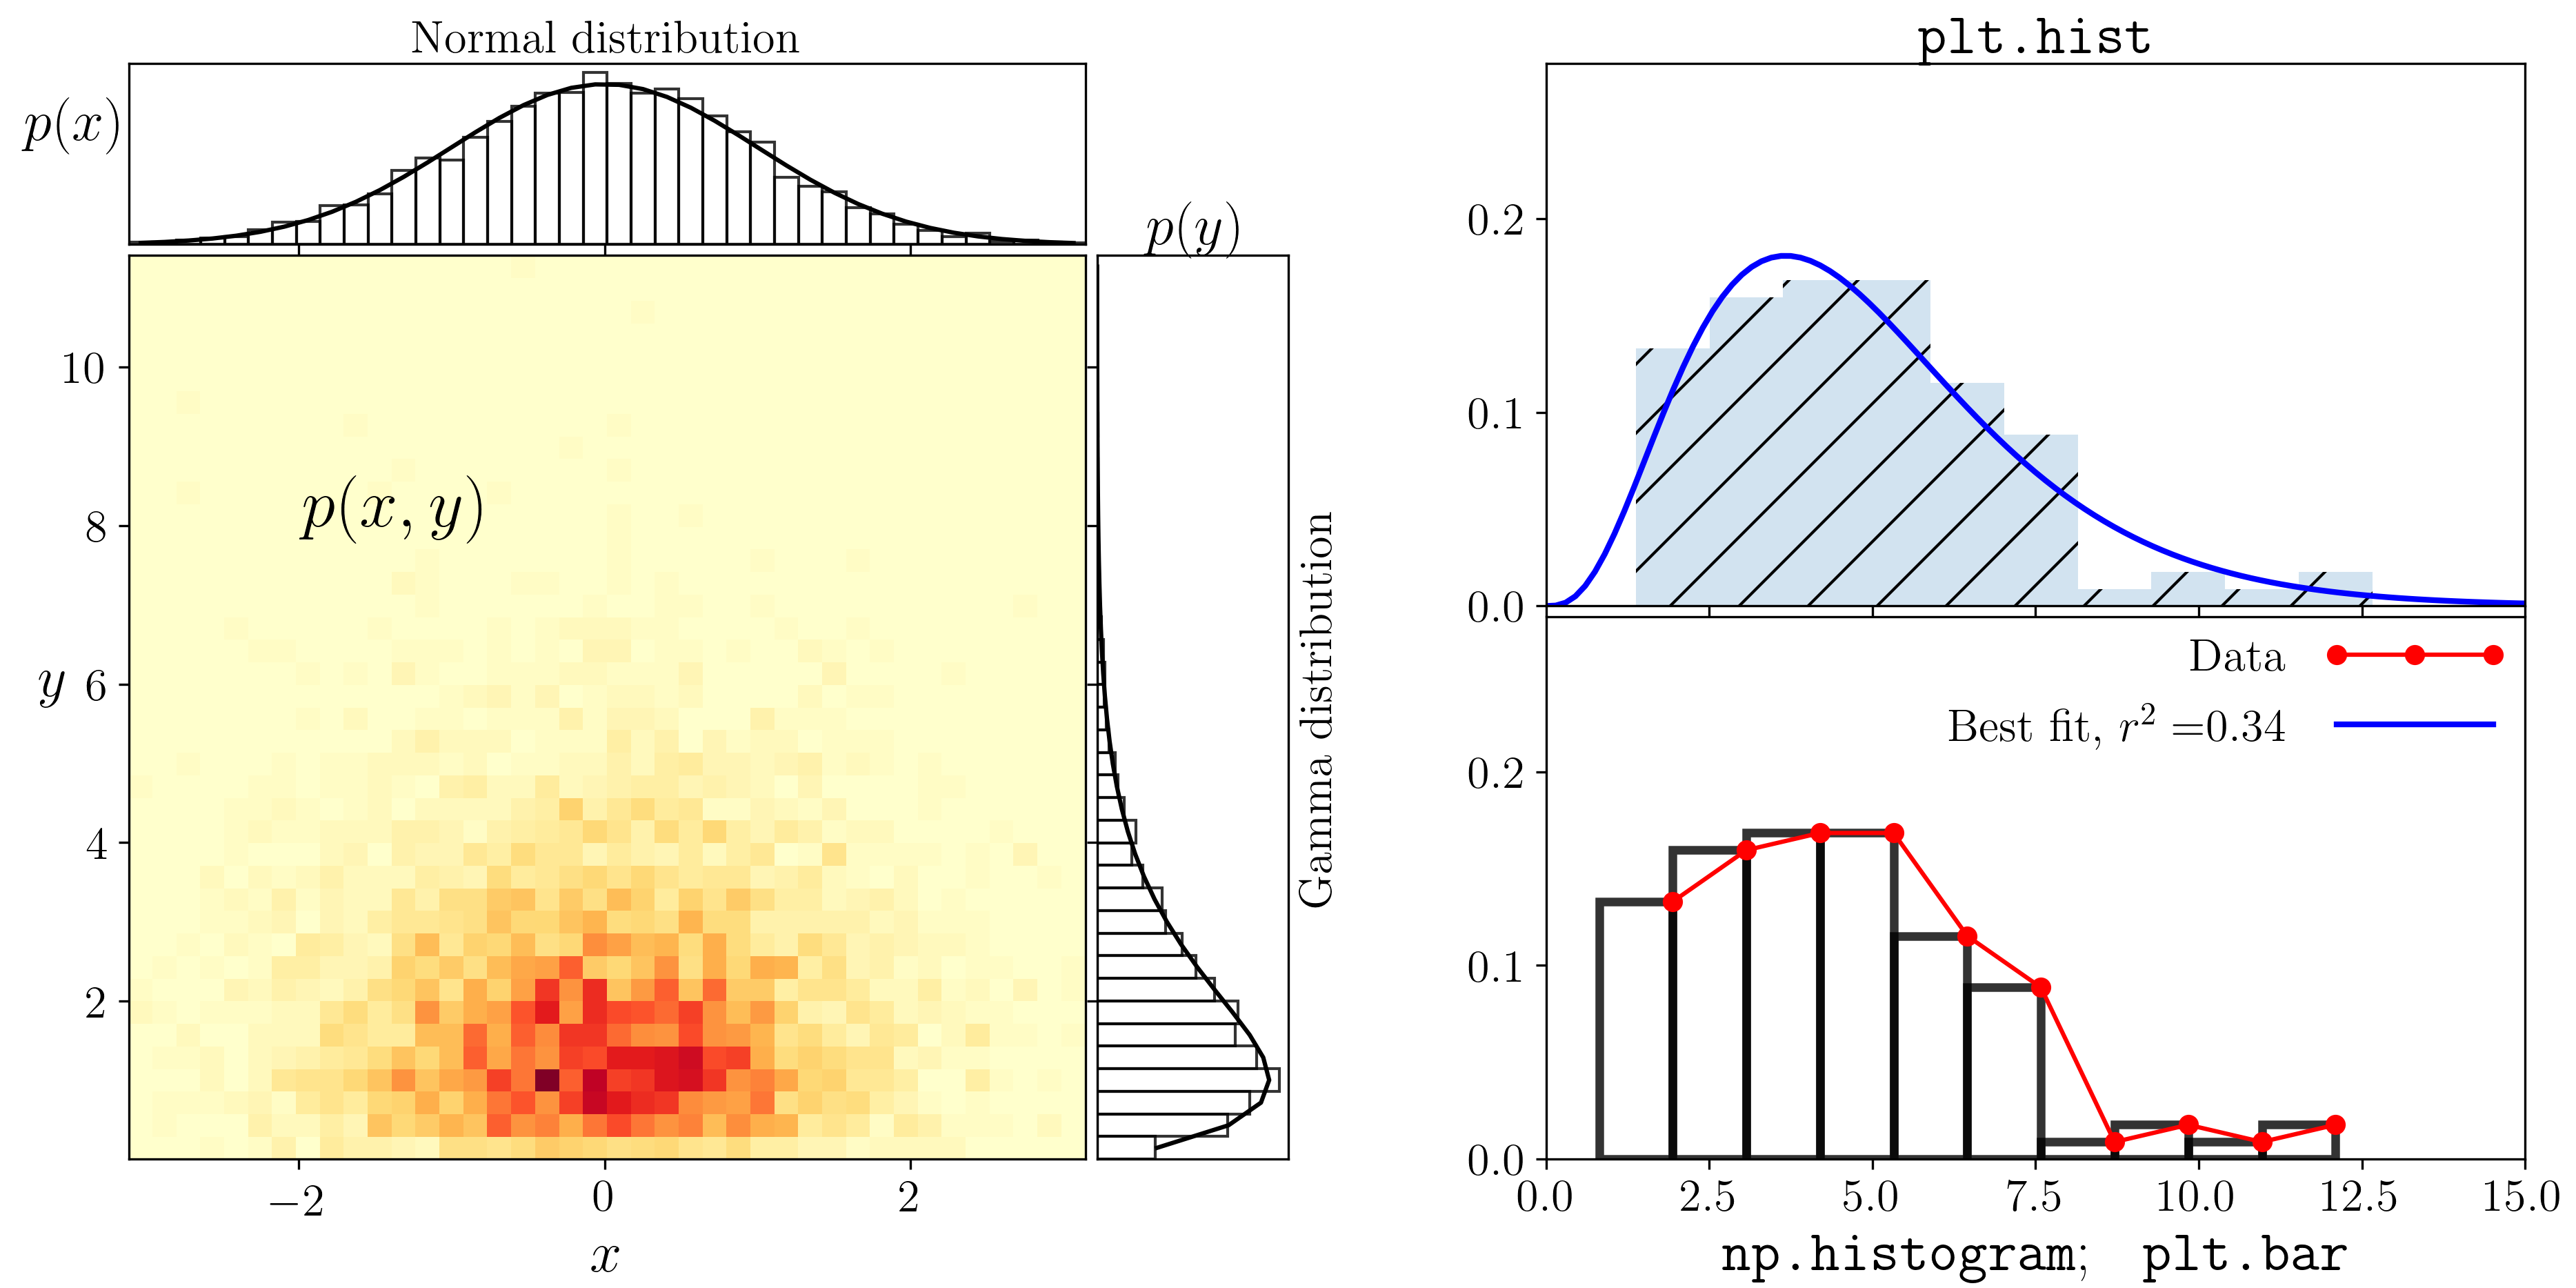 Normal distribution
p(x)
p(y)
10
8
6
4
2
y
p(x, y)
Gamma distribution
−2 0 2
x
plt.hist
0.2
0.1
0.0
Data
Best fit, r² =0.34
0.2
0.1
0.0
0.0 2.5 5.0 7.5 10.0 12.5 15.0
np.histogram; plt.bar